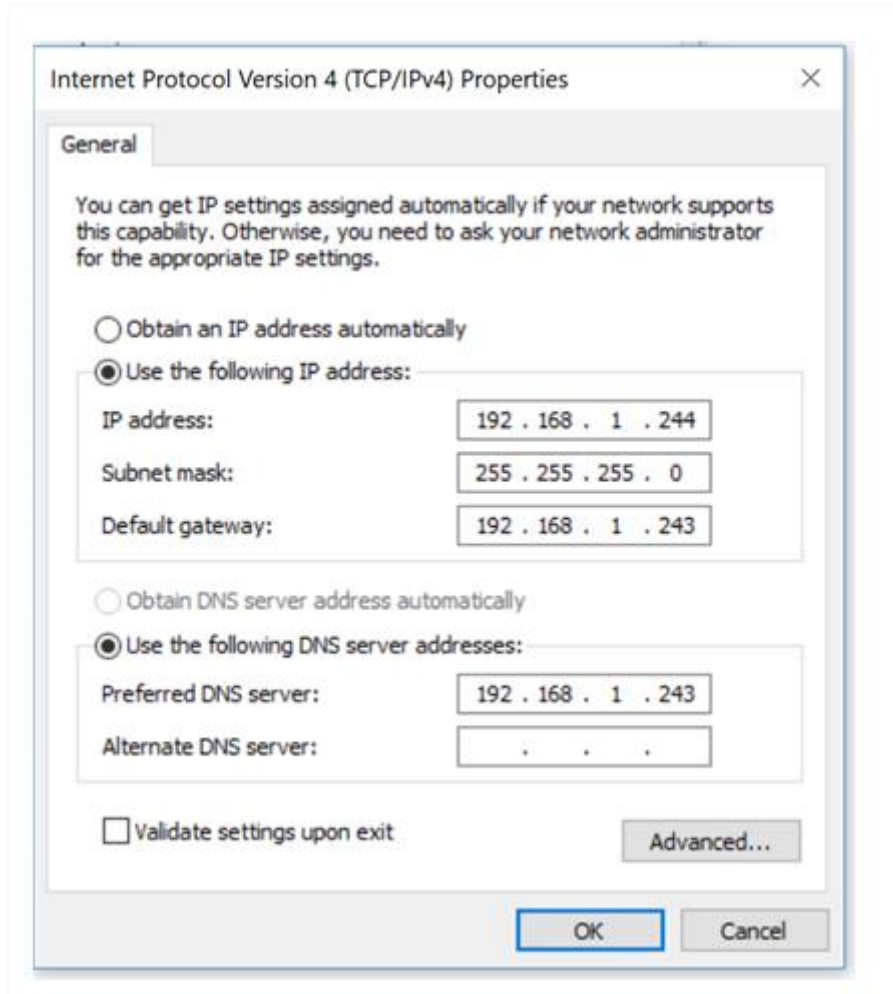 Internet Protocol Version 4 (TCP/IPv4) Properties
General
You can get IP settings assigned automatically if your network supports
this capability. Otherwise, you need to ask your network administrator
for the appropriate IP settings.
Obtain an IP address automatically
Use the following IP address:
IP address: 192 . 168 . 1 . 244
Subnet mask: 255 . 255 . 255 . 0
Default gateway: 192 . 168 . 1 . 243
Obtain DNS server address automatically
Use the following DNS server addresses:
Preferred DNS server: 192 . 168 . 1 . 243
Alternate DNS server: . . .
Validate settings upon exit
Advanced...
OK Cancel